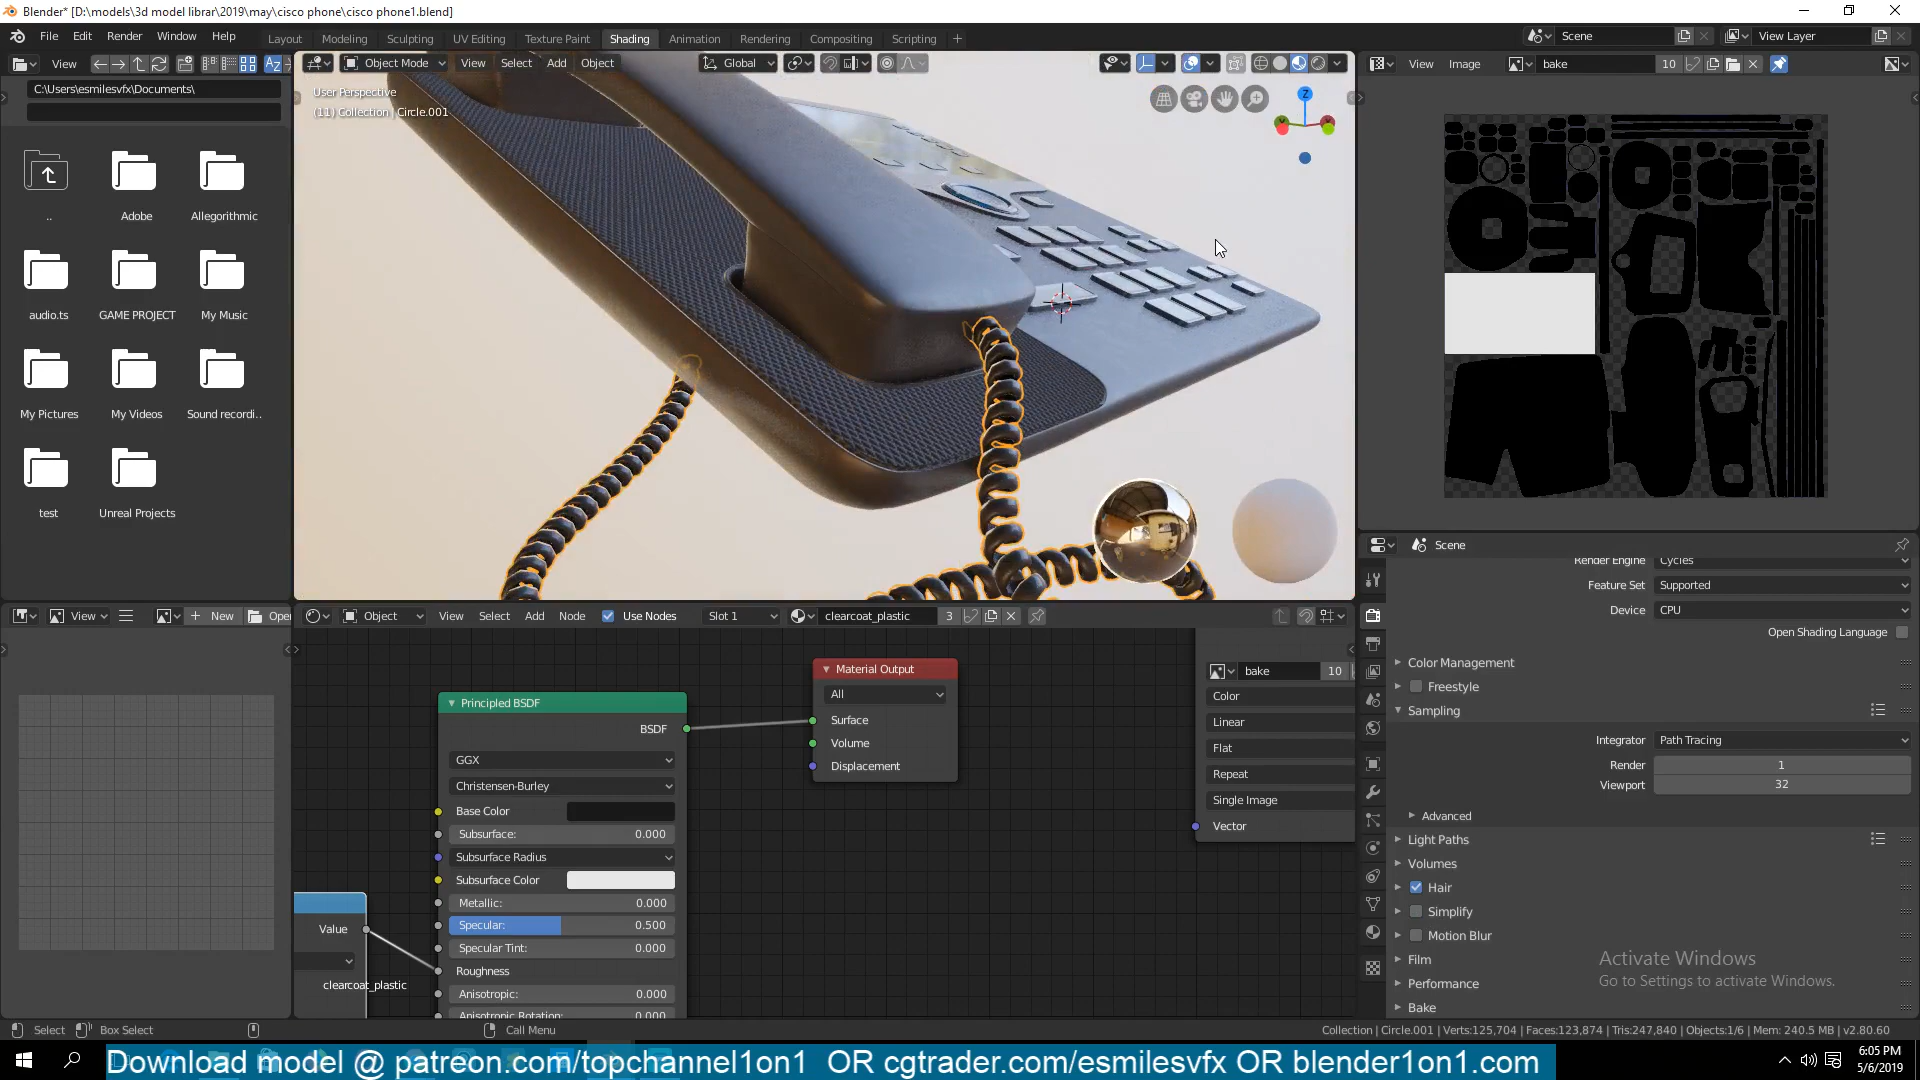 Blender* [D:\models\3d model librar\2019\may\cisco phone\cisco phone1.blend]
File Edit Render Window Help
Layout Modeling Sculpting UV Editing Texture Paint Shading Animation Rendering Compositing Scripting +
Scene View Layer
View
C:\Users\esmilesvfx\Documents\
.. Adobe Allegorithmic
audio.ts GAME PROJECT My Music
My Pictures My Videos Sound recordi..
test Unreal Projects
Object Mode View Select Add Object Global
User Perspective
(11) Collection | Circle.001
Z
View Image bake 10
View New Open
Object View Select Add Node Use Nodes Slot 1 clearcoat_plastic 3
Material Output
All
Surface
Volume
Displacement
Principled BSDF
BSDF
GGX
Christensen-Burley
Base Color
Subsurface: 0.000
Subsurface Radius
Subsurface Color
Metallic: 0.000
Specular: 0.500
Specular Tint: 0.000
Roughness
Anisotropic: 0.000
Anisotropic Rotation: 0.000
Value
clearcoat_plastic
bake 10
Color
Linear
Flat
Repeat
Single Image
Vector
Scene
Render Engine Cycles
Feature Set Supported
Device CPU
Open Shading Language
Color Management
Freestyle
Sampling
Integrator Path Tracing
Render 1
Viewport 32
Advanced
Light Paths
Volumes
Hair
Simplify
Motion Blur
Film
Performance
Bake
Activate Windows
Go to Settings to activate Windows.
Select Box Select Call Menu
Collection | Circle.001 | Verts:125,704 | Faces:123,874 | Tris:247,840 | Objects:1/6 | Mem: 240.5 MB | v2.80.60
Download model @ patreon.com/topchannel1on1 OR cgtrader.com/esmilesvfx OR blender1on1.com
6:05 PM
5/6/2019